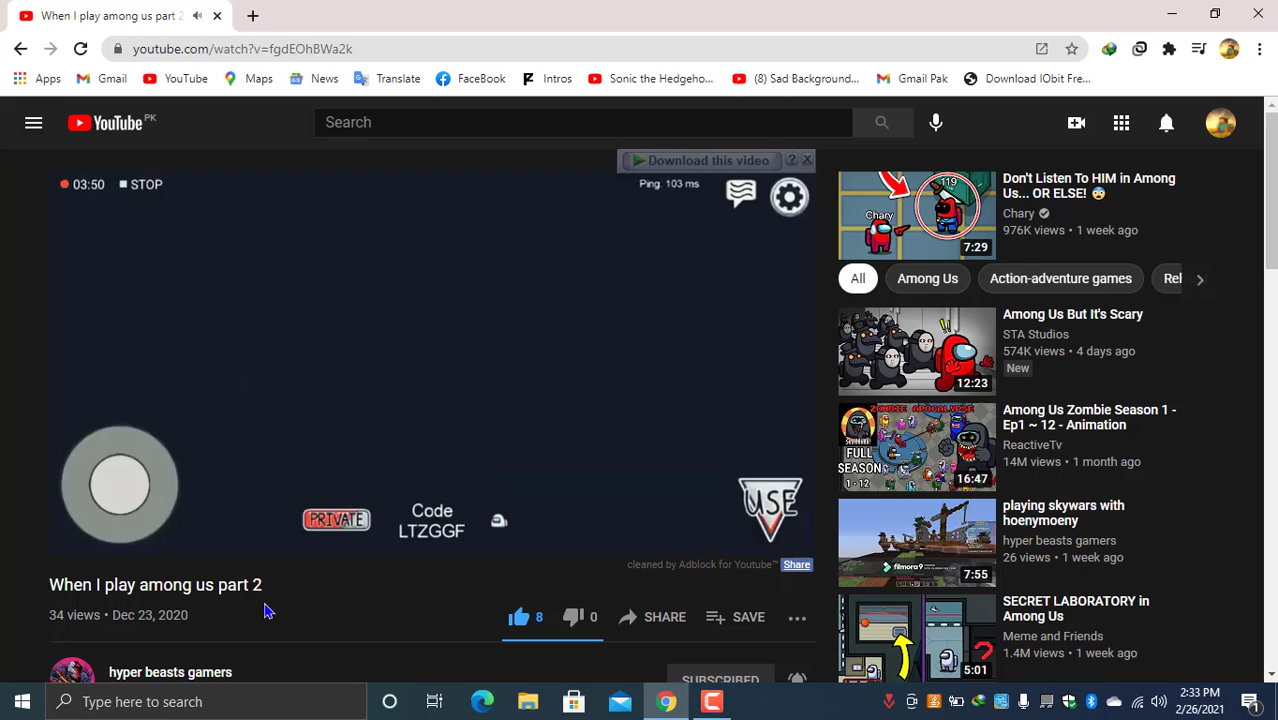 When I play among us part 2
youtube.com/watch?v=fgdEOhBWa2k
Apps Gmail YouTube Maps News Translate FaceBook Intros Sonic the Hedgeho... (8) Sad Background... Gmail Pak Download IObit Fre...
YouTube PK
Search
Download this video ? X
03:50 STOP
Ping: 103 ms
USE
PRIVATE
Code
LTZGGF
cleaned by Adblock for Youtube™ Share
When I play among us part 2
34 views • Dec 23, 2020
8 0 SHARE SAVE
hyper beasts gamers
SUBSCRIBED
119
Chary
7:29
Don't Listen To HIM in Among
Us... OR ELSE! 😨
Chary
976K views • 1 week ago
All Among Us Action-adventure games Rel
12:23
Among Us But It's Scary
STA Studios
574K views • 4 days ago
New
ZOMBIE APOCALYPSE
FULL
SEASON
1 - 12
16:47
Among Us Zombie Season 1 -
Ep1 ~ 12 - Animation
ReactiveTv
14M views • 1 month ago
filmora9
7:55
playing skywars with
hoenymoeny
hyper beasts gamers
26 views • 1 week ago
5:01
SECRET LABORATORY in
Among Us
Meme and Friends
1.4M views • 1 week ago
Type here to search
2:33 PM
2/26/2021
1